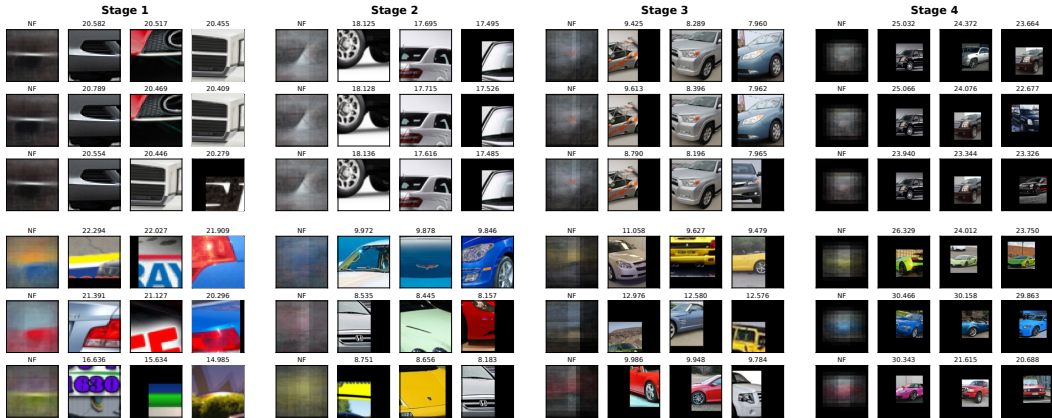 Stage 1 Stage 2 Stage 3 Stage 4
NF 20.582 20.517 20.455 NF 18.125 17.695 17.495 NF 9.425 8.289 7.960 NF 25.032 24.372 23.664
NF 20.789 20.469 20.409 NF 18.128 17.715 17.526 NF 9.613 8.396 7.962 NF 25.066 24.076 22.677
NF 20.554 20.446 20.279 NF 18.136 17.616 17.485 NF 8.790 8.196 7.965 NF 23.940 23.344 23.326
NF 22.294 22.027 21.909 NF 9.972 9.878 9.846 NF 11.058 9.627 9.479 NF 26.329 24.012 23.750
RAY
NF 21.391 21.127 20.296 NF 8.535 8.445 8.157 NF 12.976 12.580 12.576 NF 30.466 30.158 29.863
NF 16.636 15.634 14.985 NF 8.751 8.656 8.183 NF 9.986 9.948 9.784 NF 30.343 21.615 20.688
630